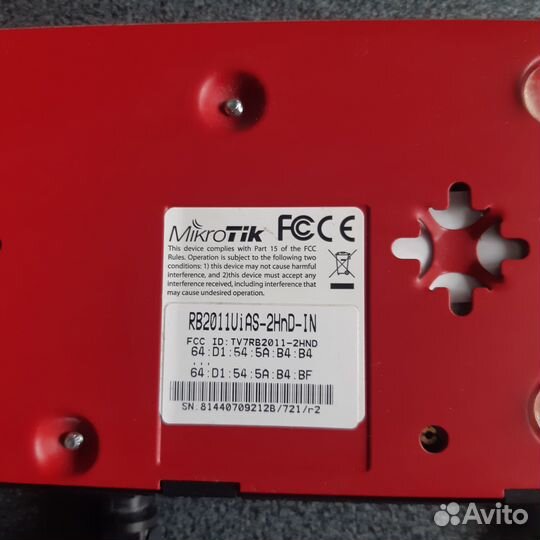 MikroTik FCC CE
This device complies with Part 15 of the FCC
Rules. Operation is subject to the following two
conditions: 1) this device may not cause harmful
interference, and 2)this device must accept any
interference received, including interference that
may cause undesired operation.
RB2011UiAS-2HnD-IN
FCC ID:TV7RB2011-2HND
64:D1:54:5A:B4:B4
...
64:D1:54:5A:B4:BF
SN:81440709212B/721/r2
Avito